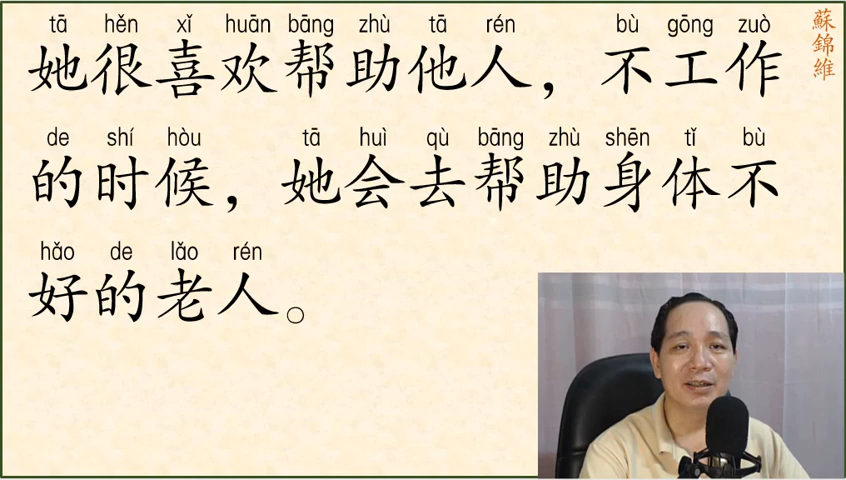 tā hěn xǐ huān bāng zhù tā rén bù gōng zuò
她很喜欢帮助他人，不工作
de shí hòu tā huì qù bāng zhù shēn tǐ bù
的时候，她会去帮助身体不
hǎo de lǎo rén
好的老人。
蘇錦維